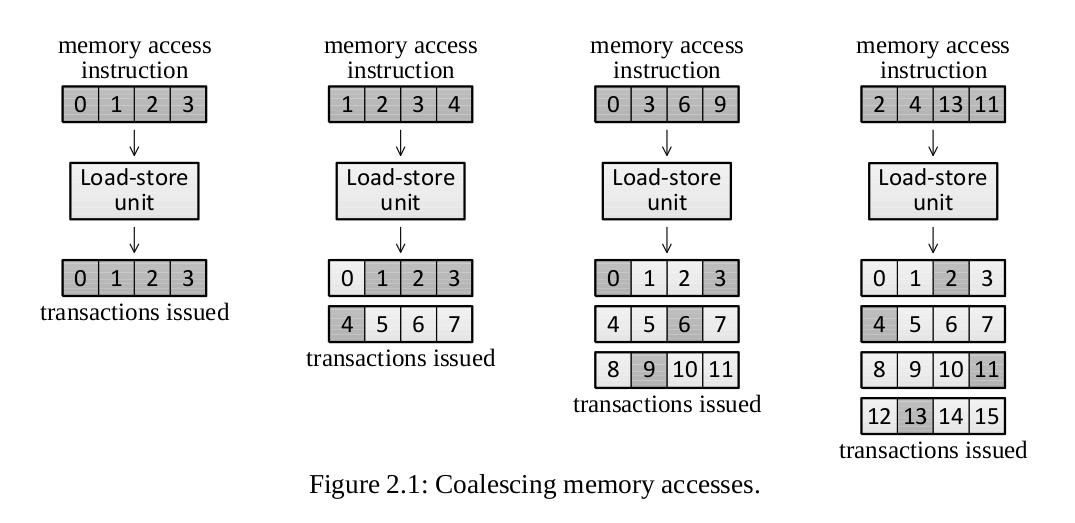 memory access
instruction
0 1 2 3
Load-store
unit
0 1 2 3
transactions issued
memory access
instruction
1 2 3 4
Load-store
unit
0 1 2 3
4 5 6 7
transactions issued
memory access
instruction
0 3 6 9
Load-store
unit
0 1 2 3
4 5 6 7
8 9 10 11
transactions issued
memory access
instruction
2 4 13 11
Load-store
unit
0 1 2 3
4 5 6 7
8 9 10 11
12 13 14 15
transactions issued
Figure 2.1: Coalescing memory accesses.